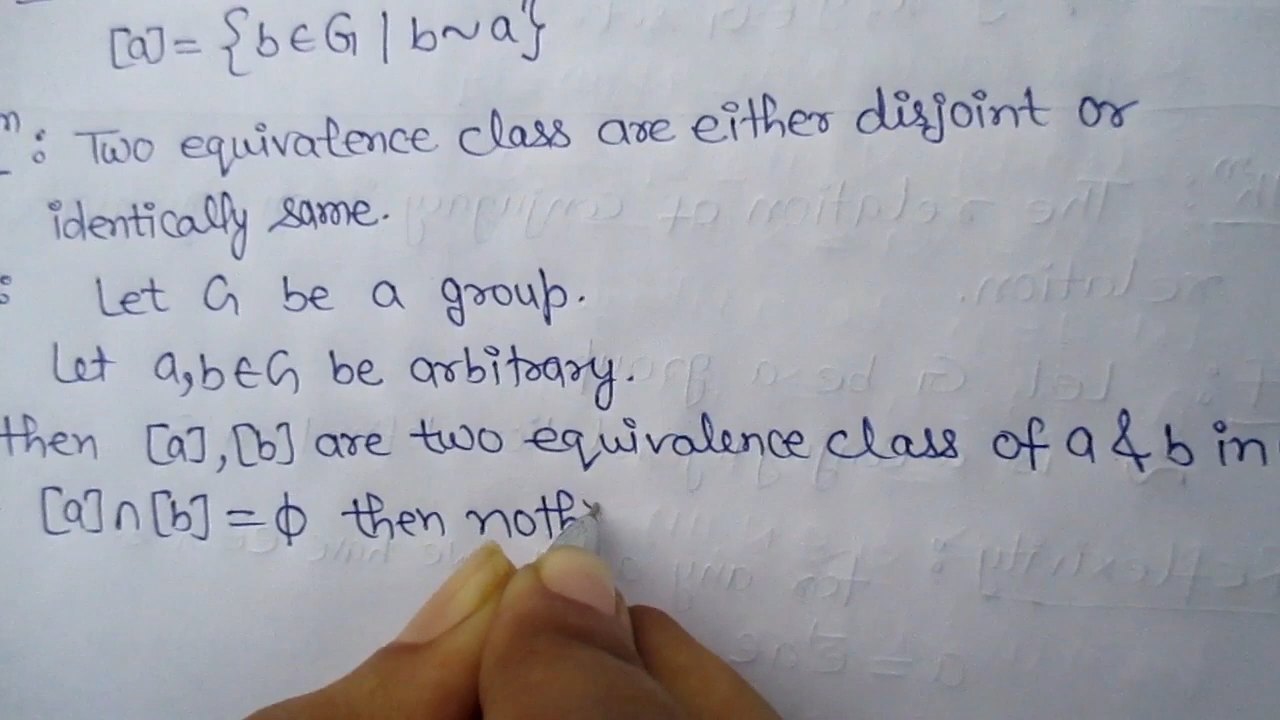 [a] = {b∈G | b~a}
n: Two equivalence class are either disjoint or
identically same.
: Let G be a group.
Let a,b∈G be arbitrary.
then [a],[b] are two equivalence class of a & b in
[a]∩[b] = ϕ then noth